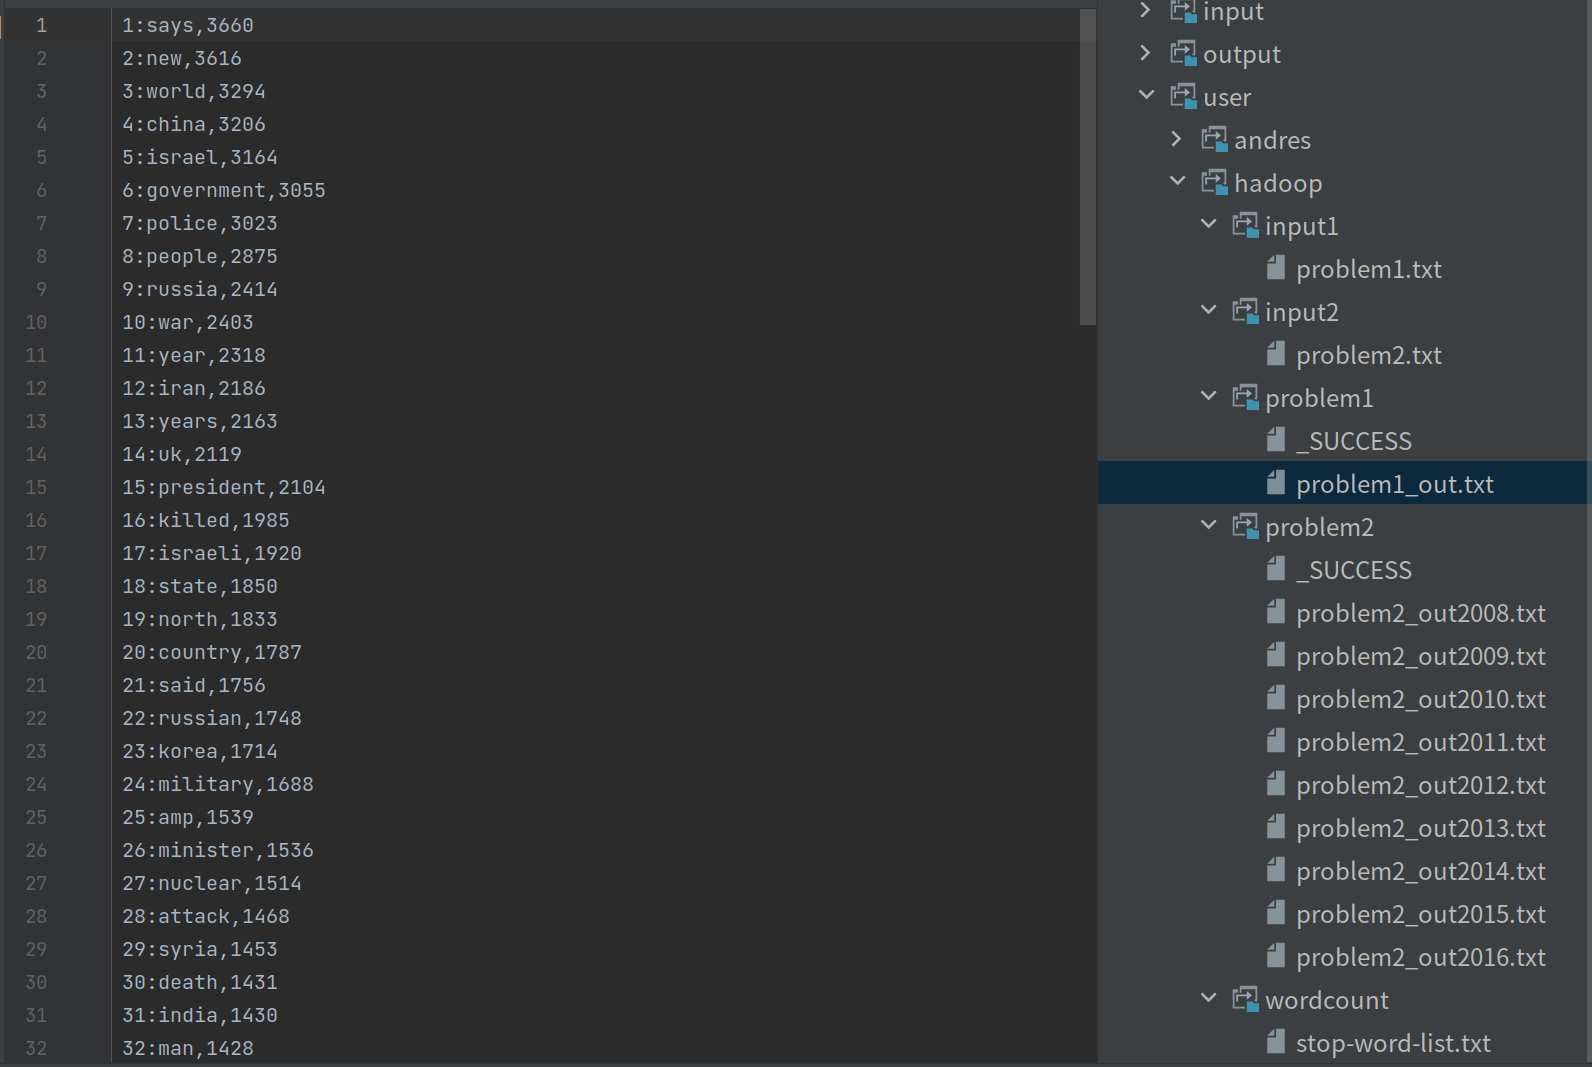 1 1:says,3660
2 2:new,3616
3 3:world,3294
4 4:china,3206
5 5:israel,3164
6 6:government,3055
7 7:police,3023
8 8:people,2875
9 9:russia,2414
10 10:war,2403
11 11:year,2318
12 12:iran,2186
13 13:years,2163
14 14:uk,2119
15 15:president,2104
16 16:killed,1985
17 17:israeli,1920
18 18:state,1850
19 19:north,1833
20 20:country,1787
21 21:said,1756
22 22:russian,1748
23 23:korea,1714
24 24:military,1688
25 25:amp,1539
26 26:minister,1536
27 27:nuclear,1514
28 28:attack,1468
29 29:syria,1453
30 30:death,1431
31 31:india,1430
32 32:man,1428
input
output
user
andres
hadoop
input1
problem1.txt
input2
problem2.txt
problem1
_SUCCESS
problem1_out.txt
problem2
_SUCCESS
problem2_out2008.txt
problem2_out2009.txt
problem2_out2010.txt
problem2_out2011.txt
problem2_out2012.txt
problem2_out2013.txt
problem2_out2014.txt
problem2_out2015.txt
problem2_out2016.txt
wordcount
stop-word-list.txt